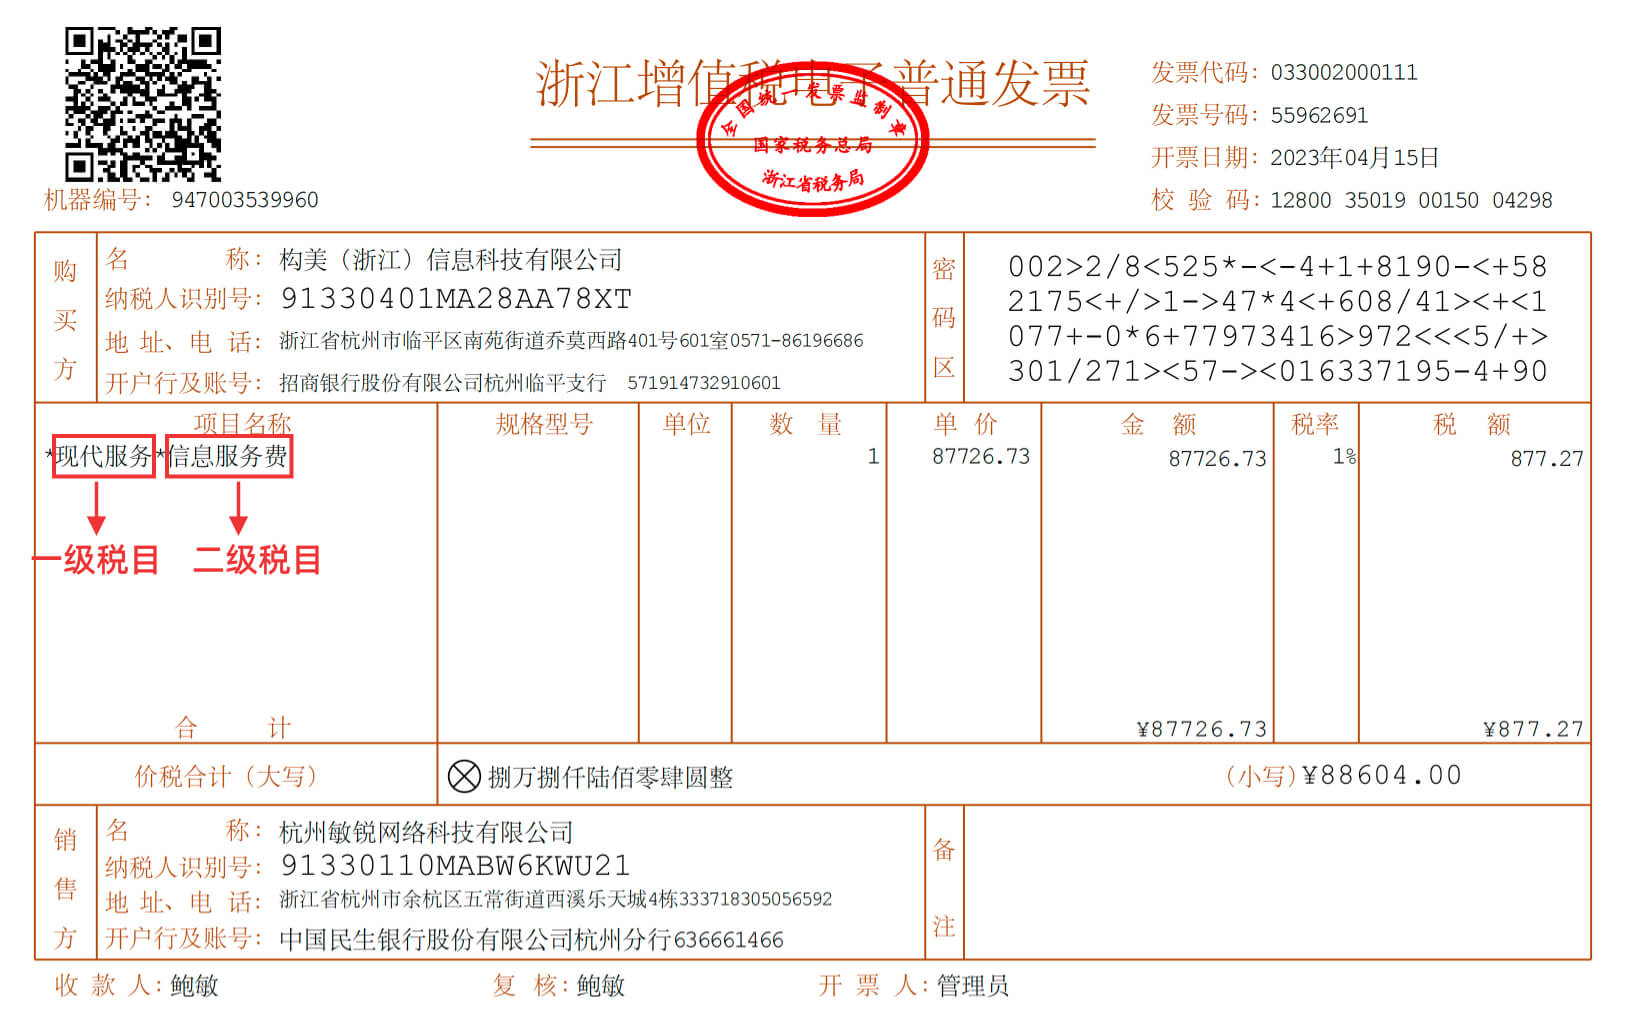 浙江增值税电子普通发票
全国统一发票监制章
国家税务总局
浙江省税务局
发票代码：033002000111
发票号码：55962691
开票日期：2023年04月15日
校 验 码：12800 35019 00150 04298
机器编号：947003539960
购买方
名 称：构美（浙江）信息科技有限公司
纳税人识别号：91330401MA28AA78XT
地 址、电 话：浙江省杭州市临平区南苑街道乔莫西路401号601室0571-86196686
开户行及账号：招商银行股份有限公司杭州临平支行 571914732910601
密码区
002>2/8<525*-<-4+1+8190-<+58
2175<+/>1->47*4<+608/41><+<1
077+-0*6+77973416>972<<<5/+>
301/271><57-><016337195-4+90
项目名称 规格型号 单位 数 量 单 价 金 额 税率 税 额
*现代服务*信息服务费 1 87726.73 87726.73 1% 877.27
一级税目 二级税目
合 计 ¥87726.73 ¥877.27
价税合计（大写） ⊗捌万捌仟陆佰零肆圆整 （小写）¥88604.00
销售方
名 称：杭州敏锐网络科技有限公司
纳税人识别号：91330110MABW6KWU21
地 址、电 话：浙江省杭州市余杭区五常街道西溪乐天城4栋333718305056592
开户行及账号：中国民生银行股份有限公司杭州分行636661466
备注
收 款 人：鲍敏 复 核：鲍敏 开 票 人：管理员